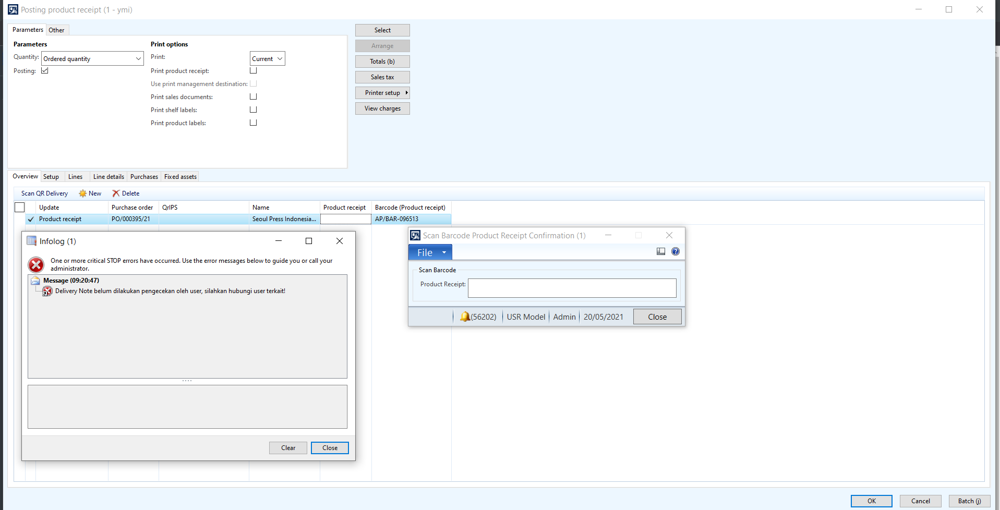 Posting product receipt (1 - ymi)
Parameters
Other
Parameters
Quantity: Ordered quantity
Posting:
Print options
Print: Current
Print product receipt:
Use print management destination:
Print sales documents:
Print shelf labels:
Print product labels:
Select
Arrange
Totals (b)
Sales tax
Printer setup
View charges
Overview Setup Lines Line details Purchases Fixed assets
Scan QR Delivery New Delete
Update Purchase order QrIPS Name Product receipt Barcode (Product receipt)
Product receipt PO/000395/21 Seoul Press Indonesia... AP/BAR-096513
Infolog (1)
One or more critical STOP errors have occurred. Use the error messages below to guide you or call your
administrator.
Message (09:20:47)
Delivery Note belum dilakukan pengecekan oleh user, silahkan hubungi user terkait!
Clear Close
Scan Barcode Product Receipt Confirmation (1)
File
Scan Barcode
Product Receipt:
(56202) USR Model Admin 20/05/2021 Close
OK Cancel Batch (j)